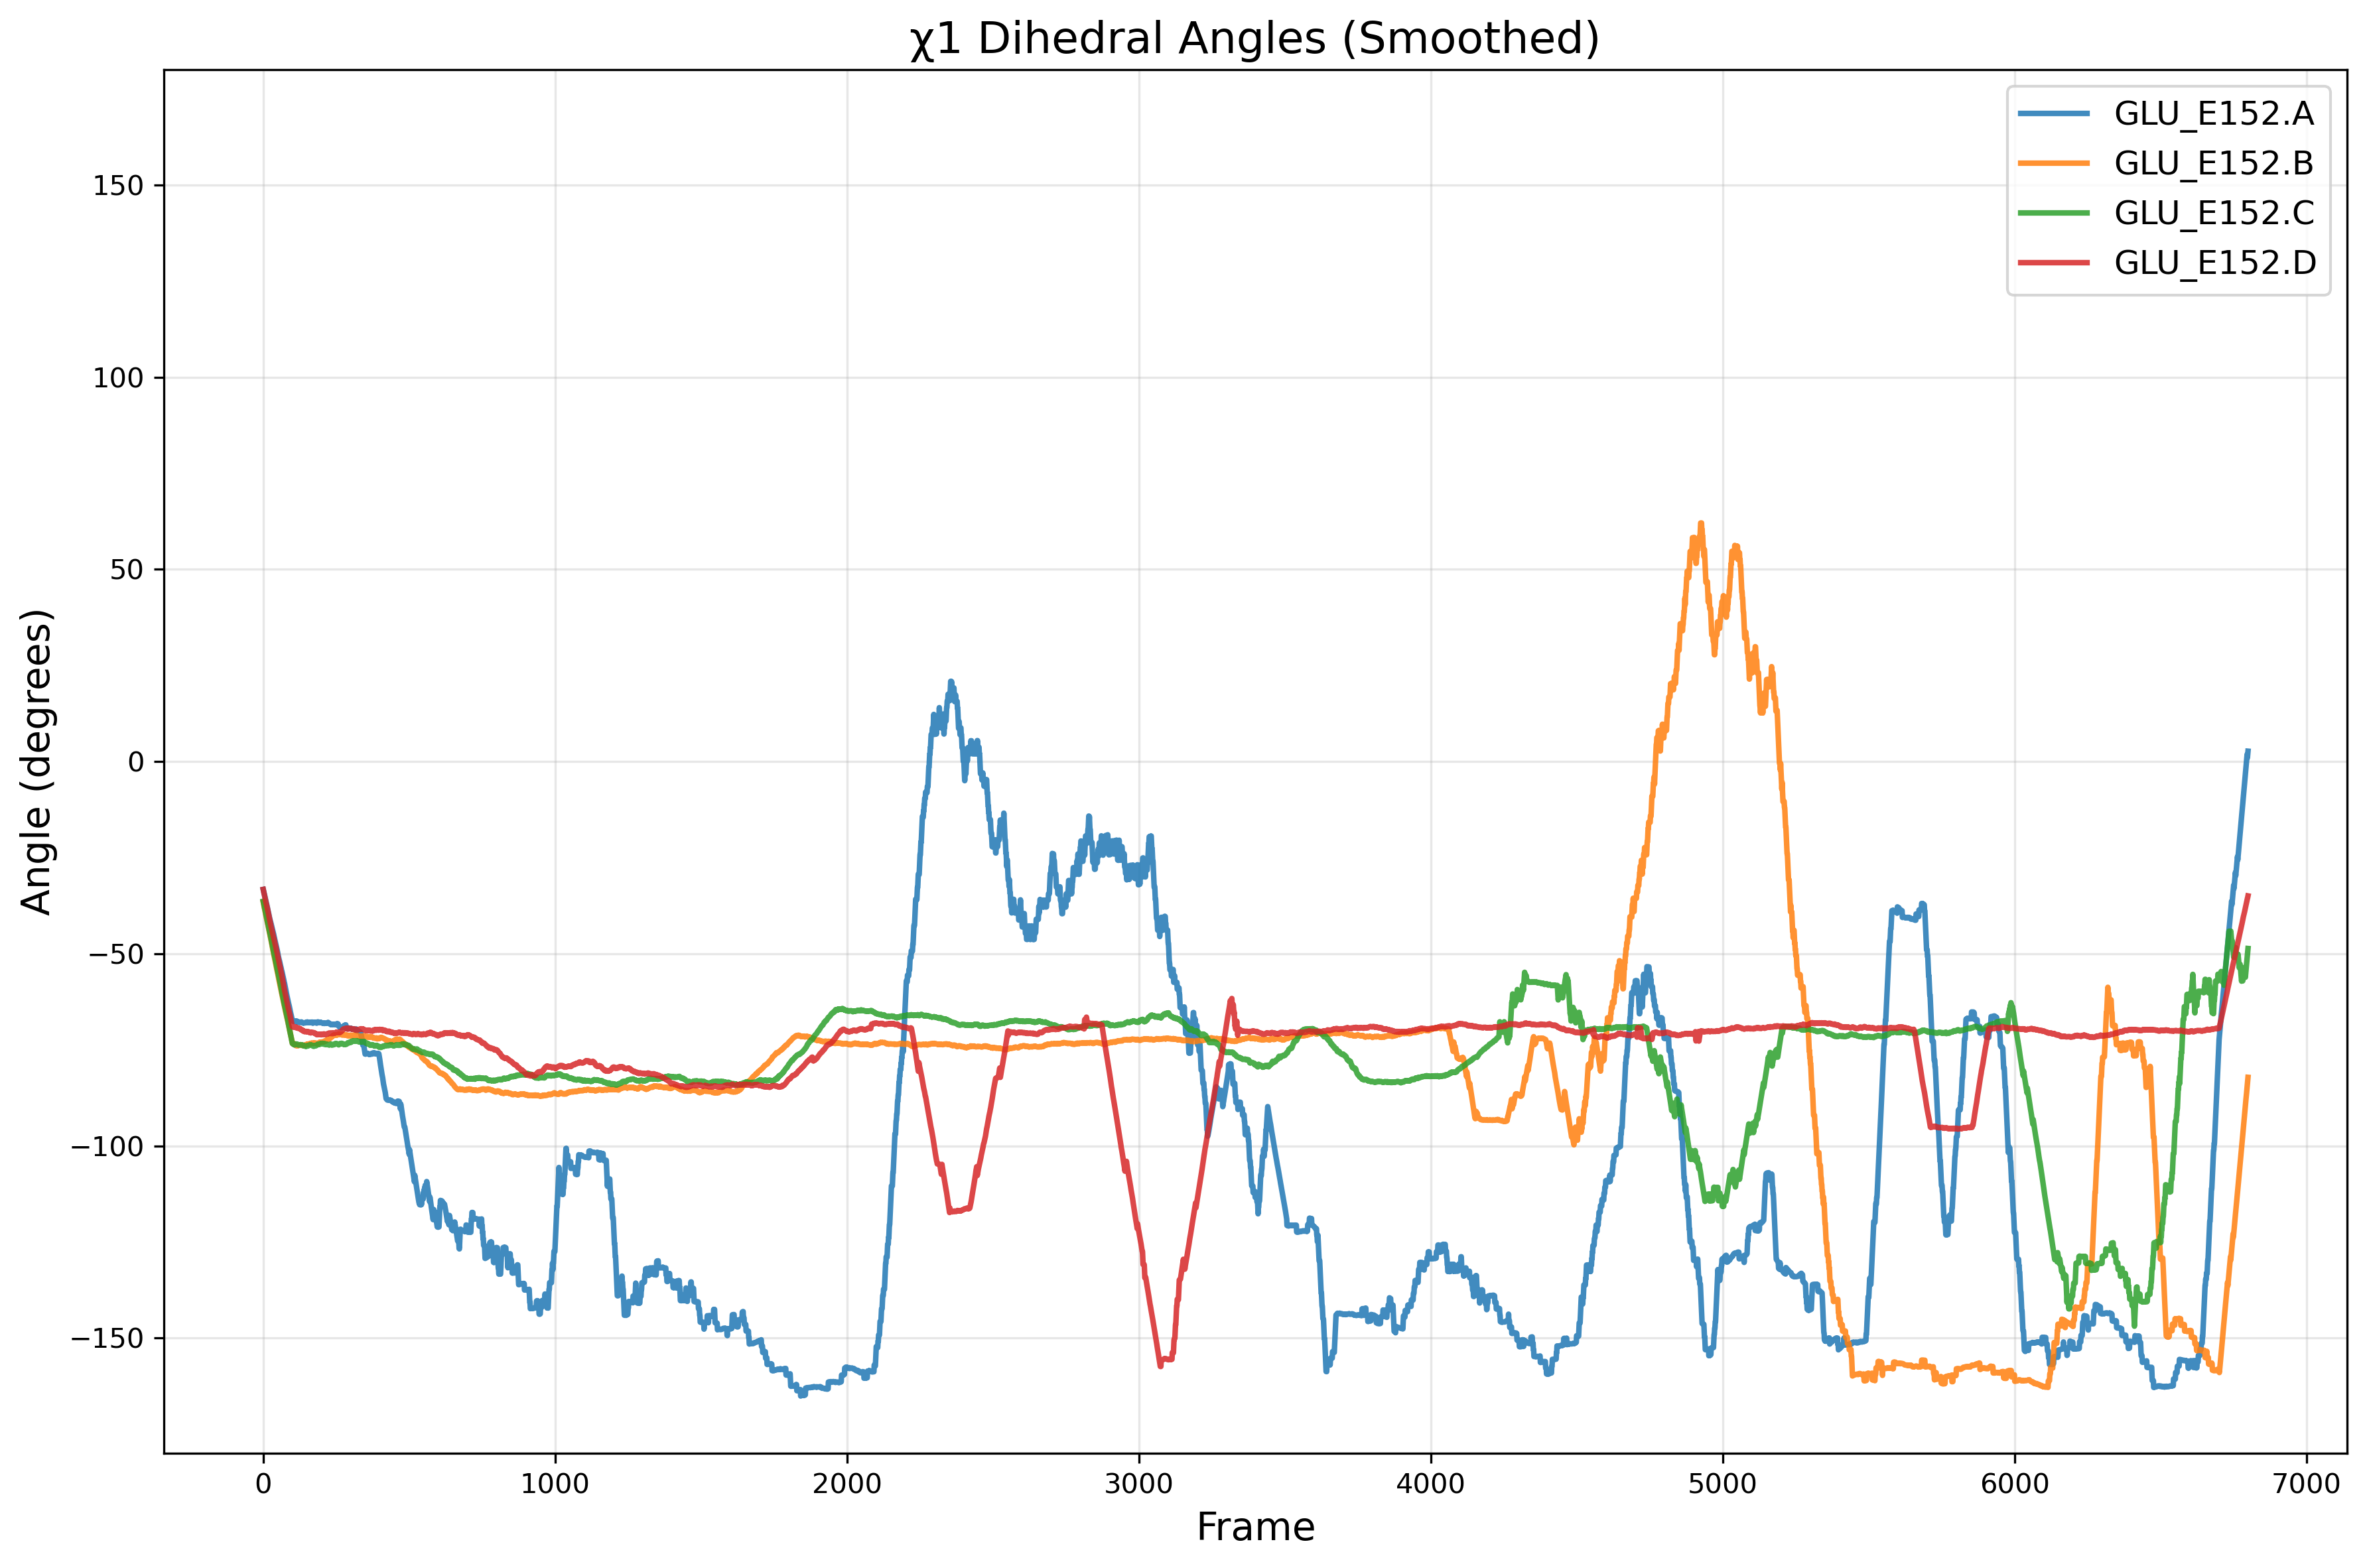 χ1 Dihedral Angles (Smoothed)
GLU_E152.A
GLU_E152.B
GLU_E152.C
GLU_E152.D
150
100
50
0
−50
−100
−150
Angle (degrees)
0 1000 2000 3000 4000 5000 6000 7000
Frame